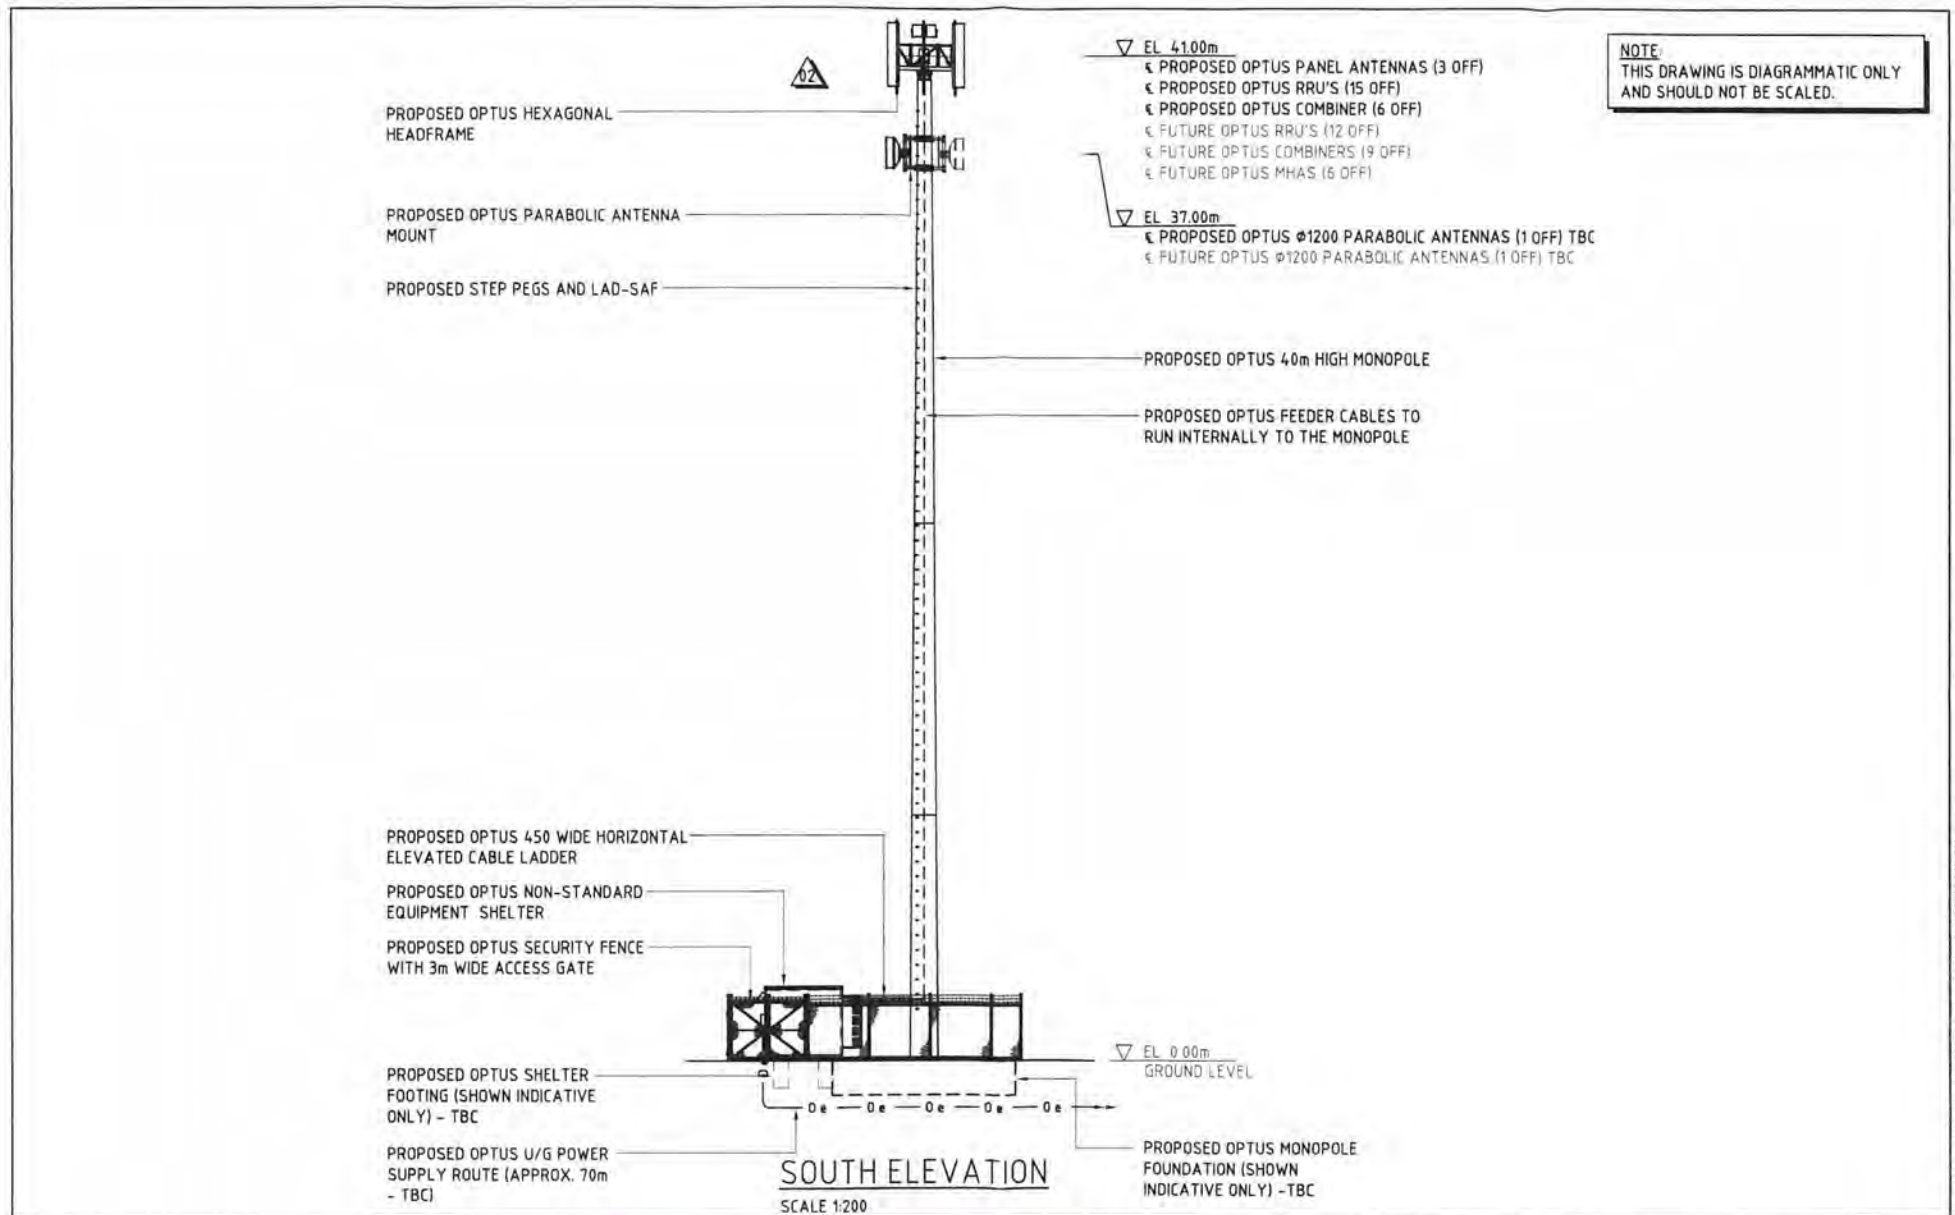 02
PROPOSED OPTUS HEXAGONAL
HEADFRAME
PROPOSED OPTUS PARABOLIC ANTENNA
MOUNT
PROPOSED STEP PEGS AND LAD-SAF
PROPOSED OPTUS 450 WIDE HORIZONTAL
ELEVATED CABLE LADDER
PROPOSED OPTUS NON-STANDARD
EQUIPMENT SHELTER
PROPOSED OPTUS SECURITY FENCE
WITH 3m WIDE ACCESS GATE
PROPOSED OPTUS SHELTER
FOOTING (SHOWN INDICATIVE
ONLY) - TBC
PROPOSED OPTUS U/G POWER
SUPPLY ROUTE (APPROX. 70m
- TBC)
EL 41.00m
℄ PROPOSED OPTUS PANEL ANTENNAS (3 OFF)
℄ PROPOSED OPTUS RRU'S (15 OFF)
℄ PROPOSED OPTUS COMBINER (6 OFF)
℄ FUTURE OPTUS RRU'S (12 OFF)
℄ FUTURE OPTUS COMBINERS (9 OFF)
℄ FUTURE OPTUS MHAS (6 OFF)
EL 37.00m
℄ PROPOSED OPTUS Φ1200 PARABOLIC ANTENNAS (1 OFF) TBC
℄ FUTURE OPTUS Φ1200 PARABOLIC ANTENNAS (1 OFF) TBC
PROPOSED OPTUS 40m HIGH MONOPOLE
PROPOSED OPTUS FEEDER CABLES TO
RUN INTERNALLY TO THE MONOPOLE
EL 0 00m
GROUND LEVEL
PROPOSED OPTUS MONOPOLE
FOUNDATION (SHOWN
INDICATIVE ONLY) -TBC
NOTE:
THIS DRAWING IS DIAGRAMMATIC ONLY
AND SHOULD NOT BE SCALED.
0e 0e 0e 0e 0e
SOUTH ELEVATION
SCALE 1:200